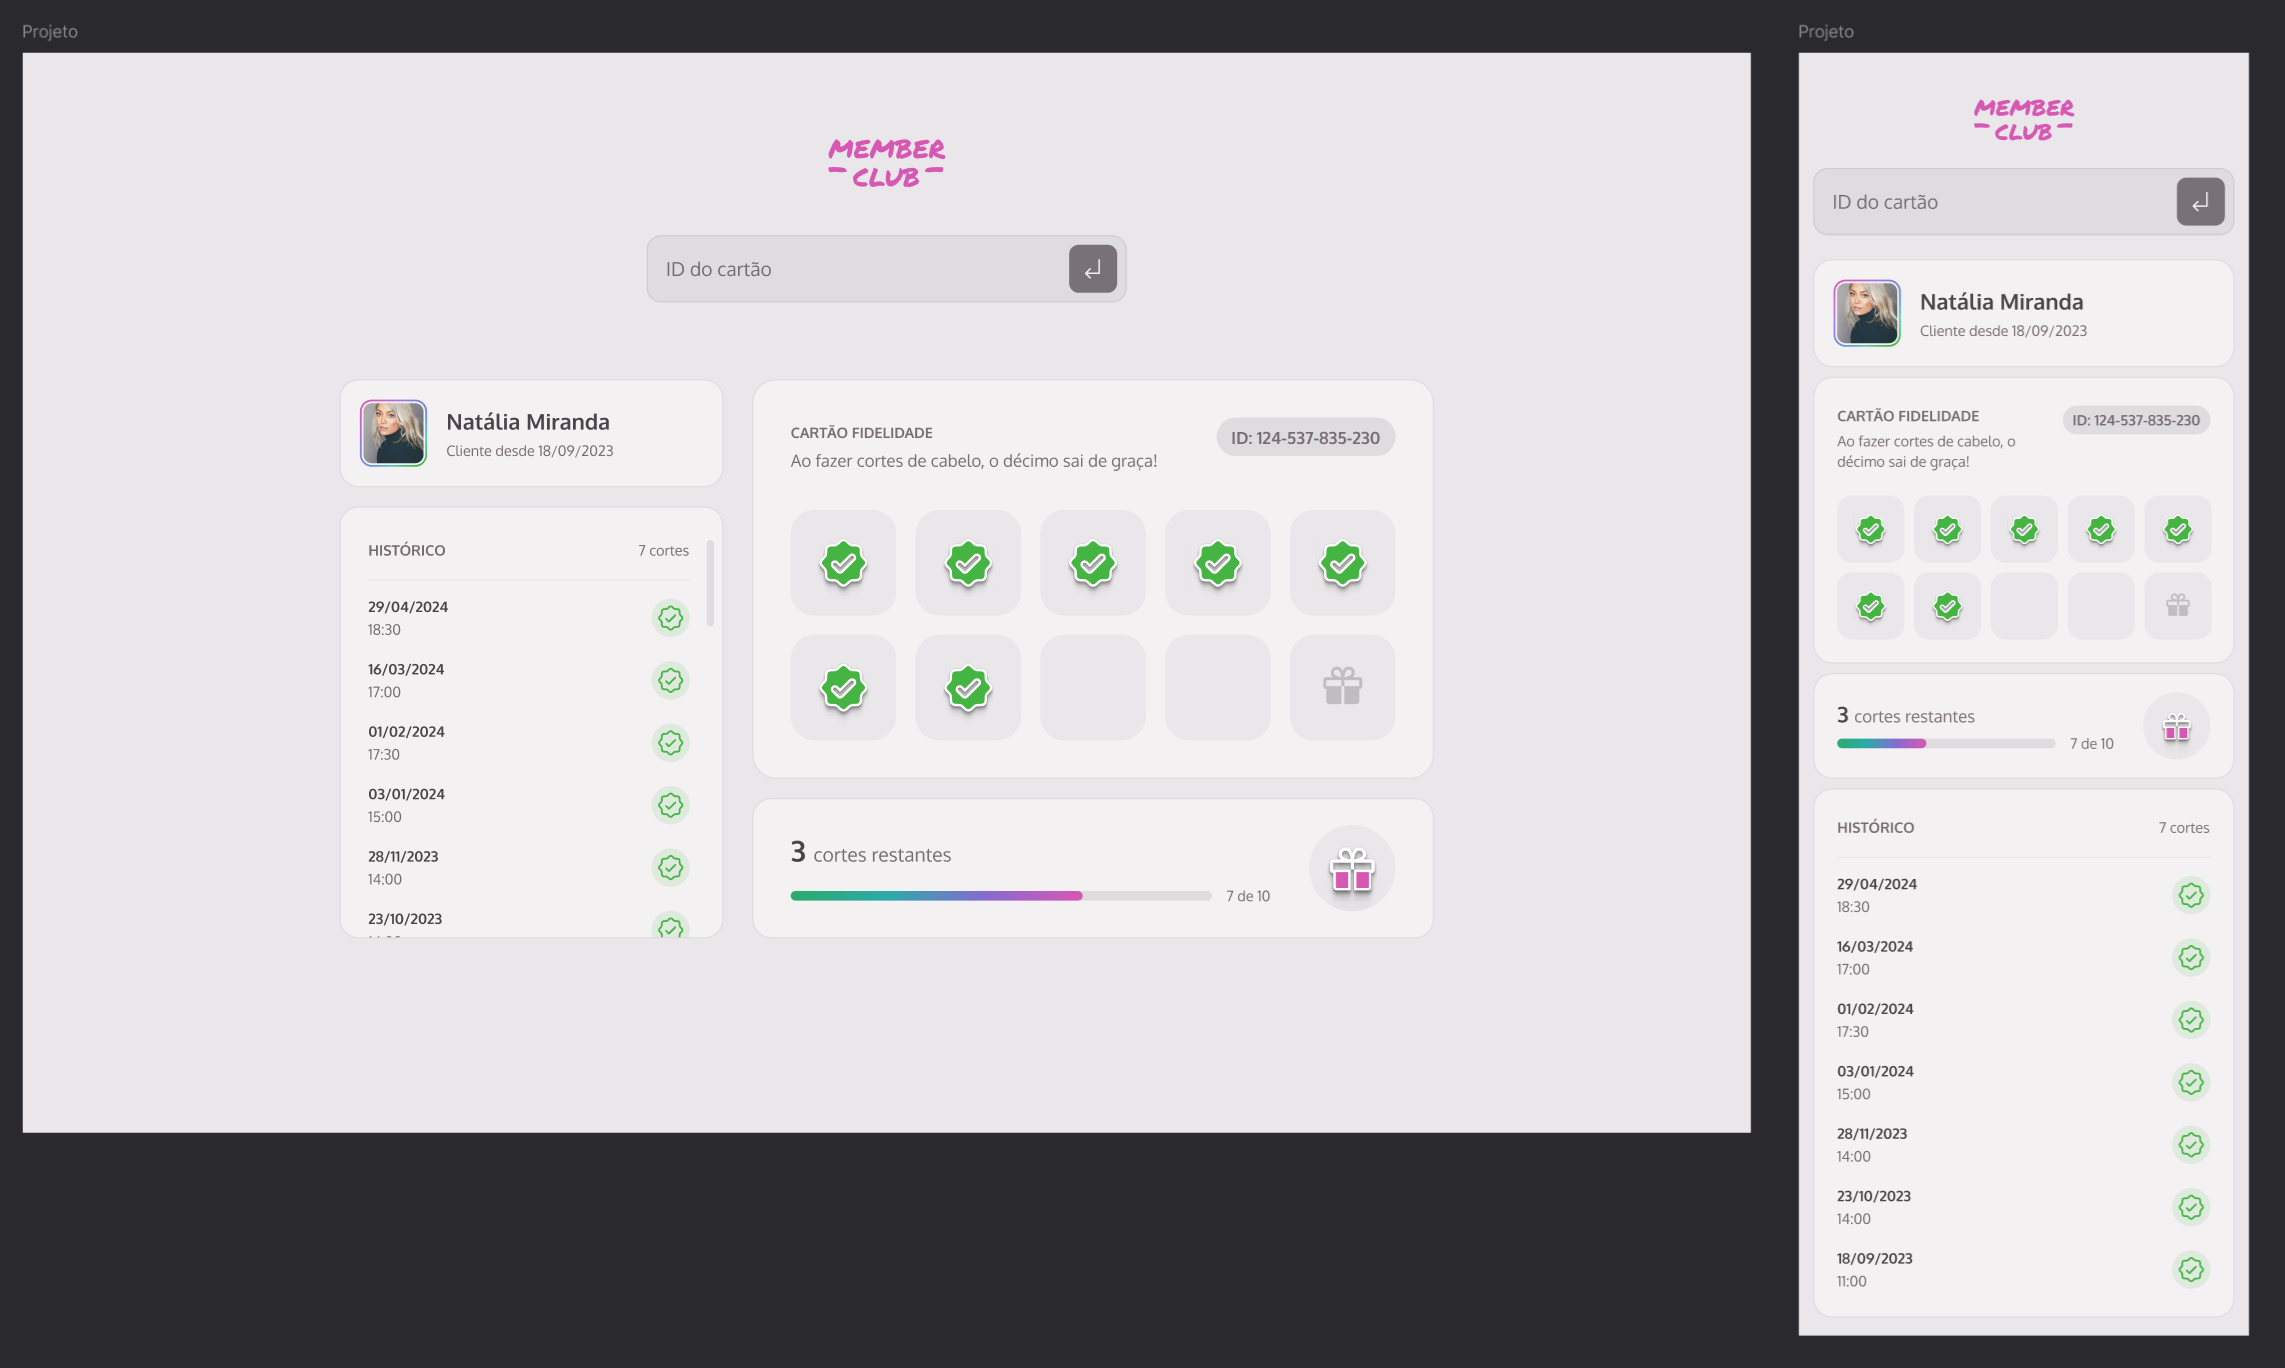 Projeto
MEMBER
CLUB
ID do cartão
Natália Miranda
Cliente desde 18/09/2023
HISTÓRICO
7 cortes
29/04/2024
18:30
16/03/2024
17:00
01/02/2024
17:30
03/01/2024
15:00
28/11/2023
14:00
23/10/2023
CARTÃO FIDELIDADE
Ao fazer cortes de cabelo, o décimo sai de graça!
ID: 124-537-835-230
3 cortes restantes
7 de 10
Projeto
MEMBER
CLUB
ID do cartão
Natália Miranda
Cliente desde 18/09/2023
CARTÃO FIDELIDADE
Ao fazer cortes de cabelo, o
décimo sai de graça!
ID: 124-537-835-230
3 cortes restantes
7 de 10
HISTÓRICO
7 cortes
29/04/2024
18:30
16/03/2024
17:00
01/02/2024
17:30
03/01/2024
15:00
28/11/2023
14:00
23/10/2023
14:00
18/09/2023
11:00